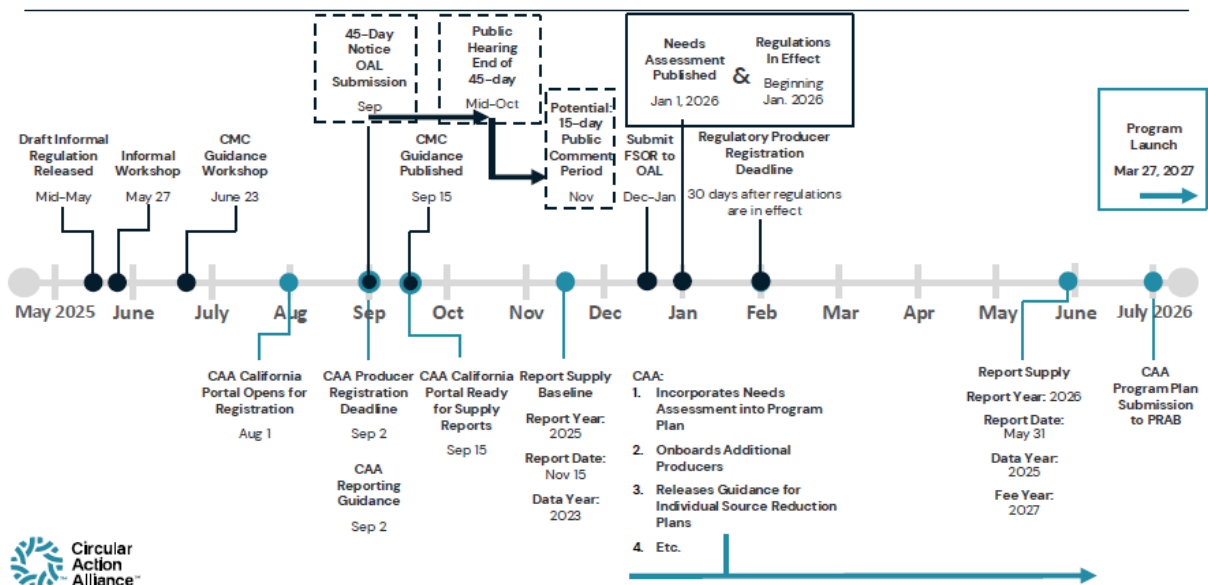 45-Day
Notice
OAL
Submission
Sep
Public
Hearing
End of
45-day
Mid-Oct
Needs
Assessment
Published
Jan 1, 2026
&
Regulations
In Effect
Beginning
Jan. 2026
Draft Informal
Regulation
Released
Mid-May
Informal
Workshop
May 27
CMC
Guidance
Workshop
June 23
CMC
Guidance
Published
Sep 15
Potential:
15-day
Public
Comment
Period
Nov
Submit
FSOR to
OAL
Dec-Jan
Regulatory Producer
Registration
Deadline
30 days after regulations
are in effect
Program
Launch
Mar 27, 2027
May 2025 June July Aug Sep Oct Nov Dec Jan Feb Mar Apr May June July 2026
CAA California
Portal Opens for
Registration
Aug 1
CAA Producer
Registration
Deadline
Sep 2
CAA
Reporting
Guidance
Sep 2
CAA California
Portal Ready
for Supply
Reports
Sep 15
Report Supply
Baseline
Report Year:
2025
Report Date:
Nov 15
Data Year:
2023
CAA:
1. Incorporates Needs
Assessment into Program
Plan
2. Onboards Additional
Producers
3. Releases Guidance for
Individual Source Reduction
Plans
4. Etc.
Report Supply
Report Year: 2026
Report Date:
May 31
Data Year:
2025
Fee Year:
2027
CAA
Program Plan
Submission
to PRAB
Circular
Action
Alliance